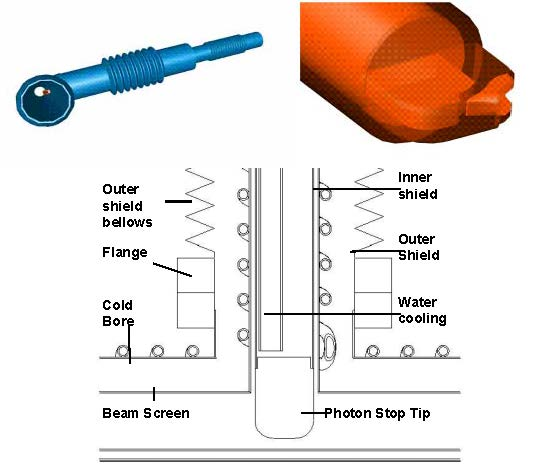 Outer
shield
bellows
Flange
Cold
Bore
Beam Screen
Inner
shield
Outer
Shield
Water
cooling
Photon Stop Tip